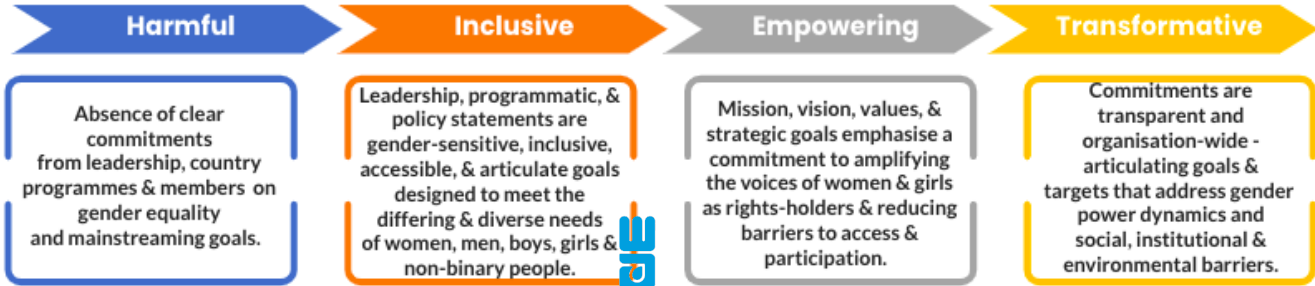 Harmful
Absence of clear
commitments
from leadership, country
programmes & members on
gender equality
and mainstreaming goals.
Inclusive
Leadership, programmatic, &
policy statements are
gender-sensitive, inclusive,
accessible, & articulate goals
designed to meet the
differing & diverse needs
of women, men, boys, girls &
non-binary people.
Empowering
Mission, vision, values, &
strategic goals emphasise a
commitment to amplifying
the voices of women & girls
as rights-holders & reducing
barriers to access &
participation.
Transformative
Commitments are
transparent and
organisation-wide -
articulating goals &
targets that address gender
power dynamics and
social, institutional &
environmental barriers.